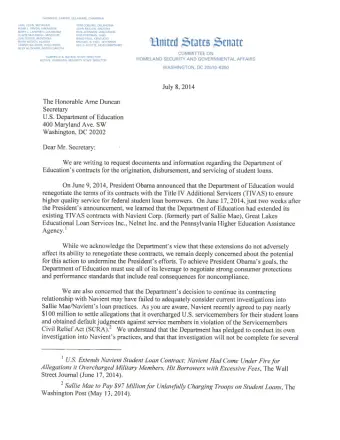 United States Senate
COMMITTEE ON
HOMELAND SECURITY AND GOVERNMENTAL AFFAIRS
WASHINGTON, DC 20510-6250
July 8, 2014
The Honorable Arne Duncan
Secretary
U.S. Department of Education
400 Maryland Ave. SW
Washington, DC 20202
Dear Mr. Secretary:
We are writing to request documents and information regarding the Department of
Education's contracts for the origination, disbursement, and servicing of student loans.
On June 9, 2014, President Obama announced that the Department of Education would
renegotiate the terms of its contracts with the Title IV Additional Servicers (TIVAS) to ensure
higher quality service for federal student loan borrowers. On June 17, 2014, just two weeks after
the President's announcement, we learned that the Department of Education had extended its
existing TIVAS contracts with Navient Corp. (formerly part of Sallie Mae), Great Lakes
Educational Loan Services Inc., Nelnet Inc. and the Pennsylvania Higher Education Assistance
Agency.1
While we acknowledge the Department's view that these extensions do not adversely
affect its ability to renegotiate these contracts, we remain deeply concerned about the potential
for this action to undermine the President's efforts. To achieve President Obama's goals, the
Department of Education must use all of its leverage to negotiate strong consumer protections
and performance standards that include real consequences for noncompliance.
We are also concerned that the Department's decision to continue its contracting
relationship with Navient may have failed to adequately consider current investigations into
Sallie Mae/Navient's loan practices. As you are aware, Navient recently agreed to pay nearly
$100 million to settle allegations that it overcharged U.S. servicemembers for their student loans
and obtained default judgments against service members in violation of the Servicemembers
Civil Relief Act (SCRA).2 We understand that the Department has pledged to conduct its own
investigation into Navient's practices, and that that investigation will not be complete for several
1 U.S. Extends Navient Student Loan Contract; Navient Had Come Under Fire for
Allegations it Overcharged Military Members, Hit Borrowers with Excessive Fees, The Wall
Street Journal (June 17, 2014).
2 Sallie Mae to Pay $97 Million for Unlawfully Charging Troops on Student Loans, The
Washington Post (May 13, 2014).